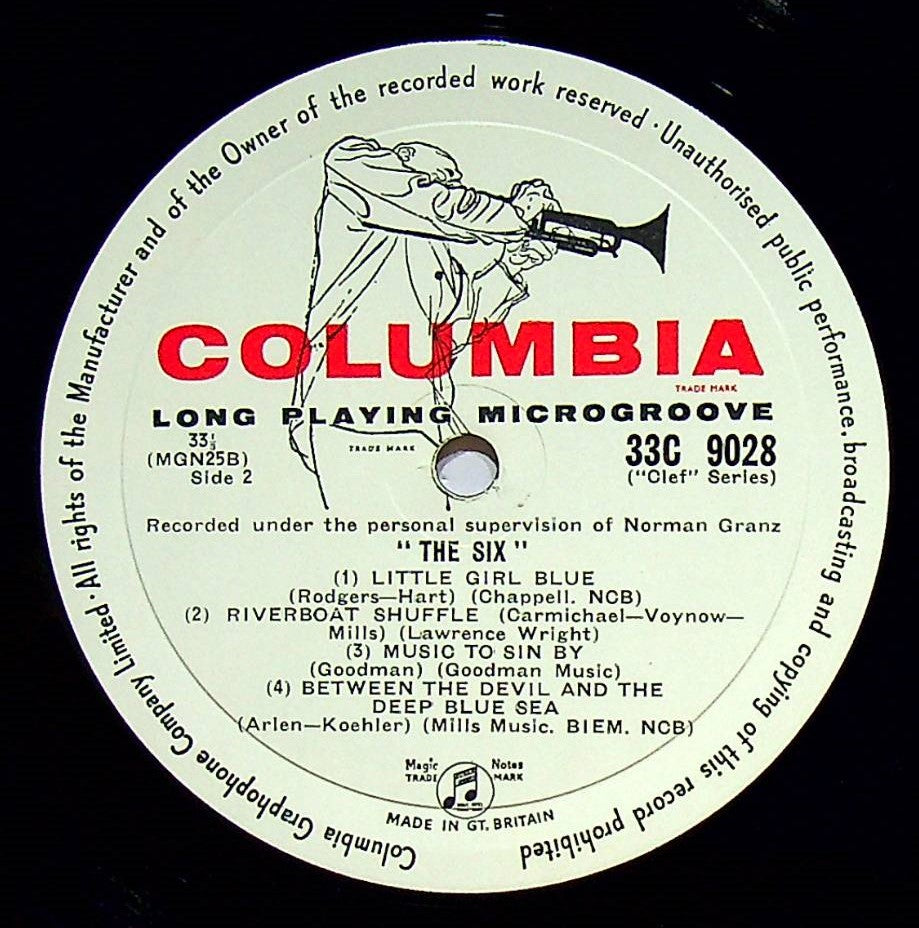 Columbia Graphophone Company Limited · All rights of the Manufacturer and of the Owner of the recorded work reserved · Unauthorised public performance, broadcasting and copying of this record prohibited
COLUMBIA
TRADE MARK
LONG PLAYING MICROGROOVE
TRADE MARK
33⅓
(MGN25B)
Side 2
33C 9028
("Clef" Series)
Recorded under the personal supervision of Norman Granz
"THE SIX"
(1) LITTLE GIRL BLUE
(Rodgers—Hart) (Chappell. NCB)
(2) RIVERBOAT SHUFFLE (Carmichael—Voynow—
Mills) (Lawrence Wright)
(3) MUSIC TO SIN BY
(Goodman) (Goodman Music)
(4) BETWEEN THE DEVIL AND THE
DEEP BLUE SEA
(Arlen—Koehler) (Mills Music. BIEM. NCB)
Magic Notes
TRADE MARK
MADE IN GT. BRITAIN